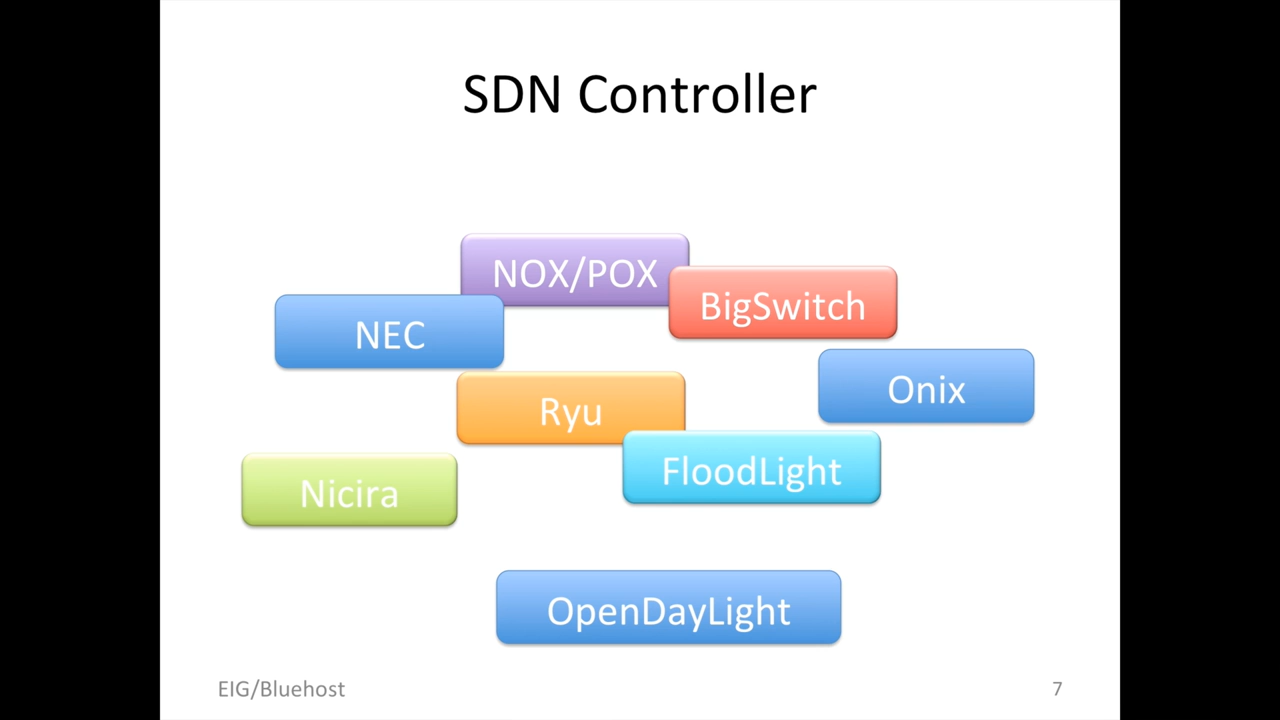 SDN Controller
NOX/POX
BigSwitch
NEC
Onix
Ryu
FloodLight
Nicira
OpenDayLight
EIG/Bluehost
7